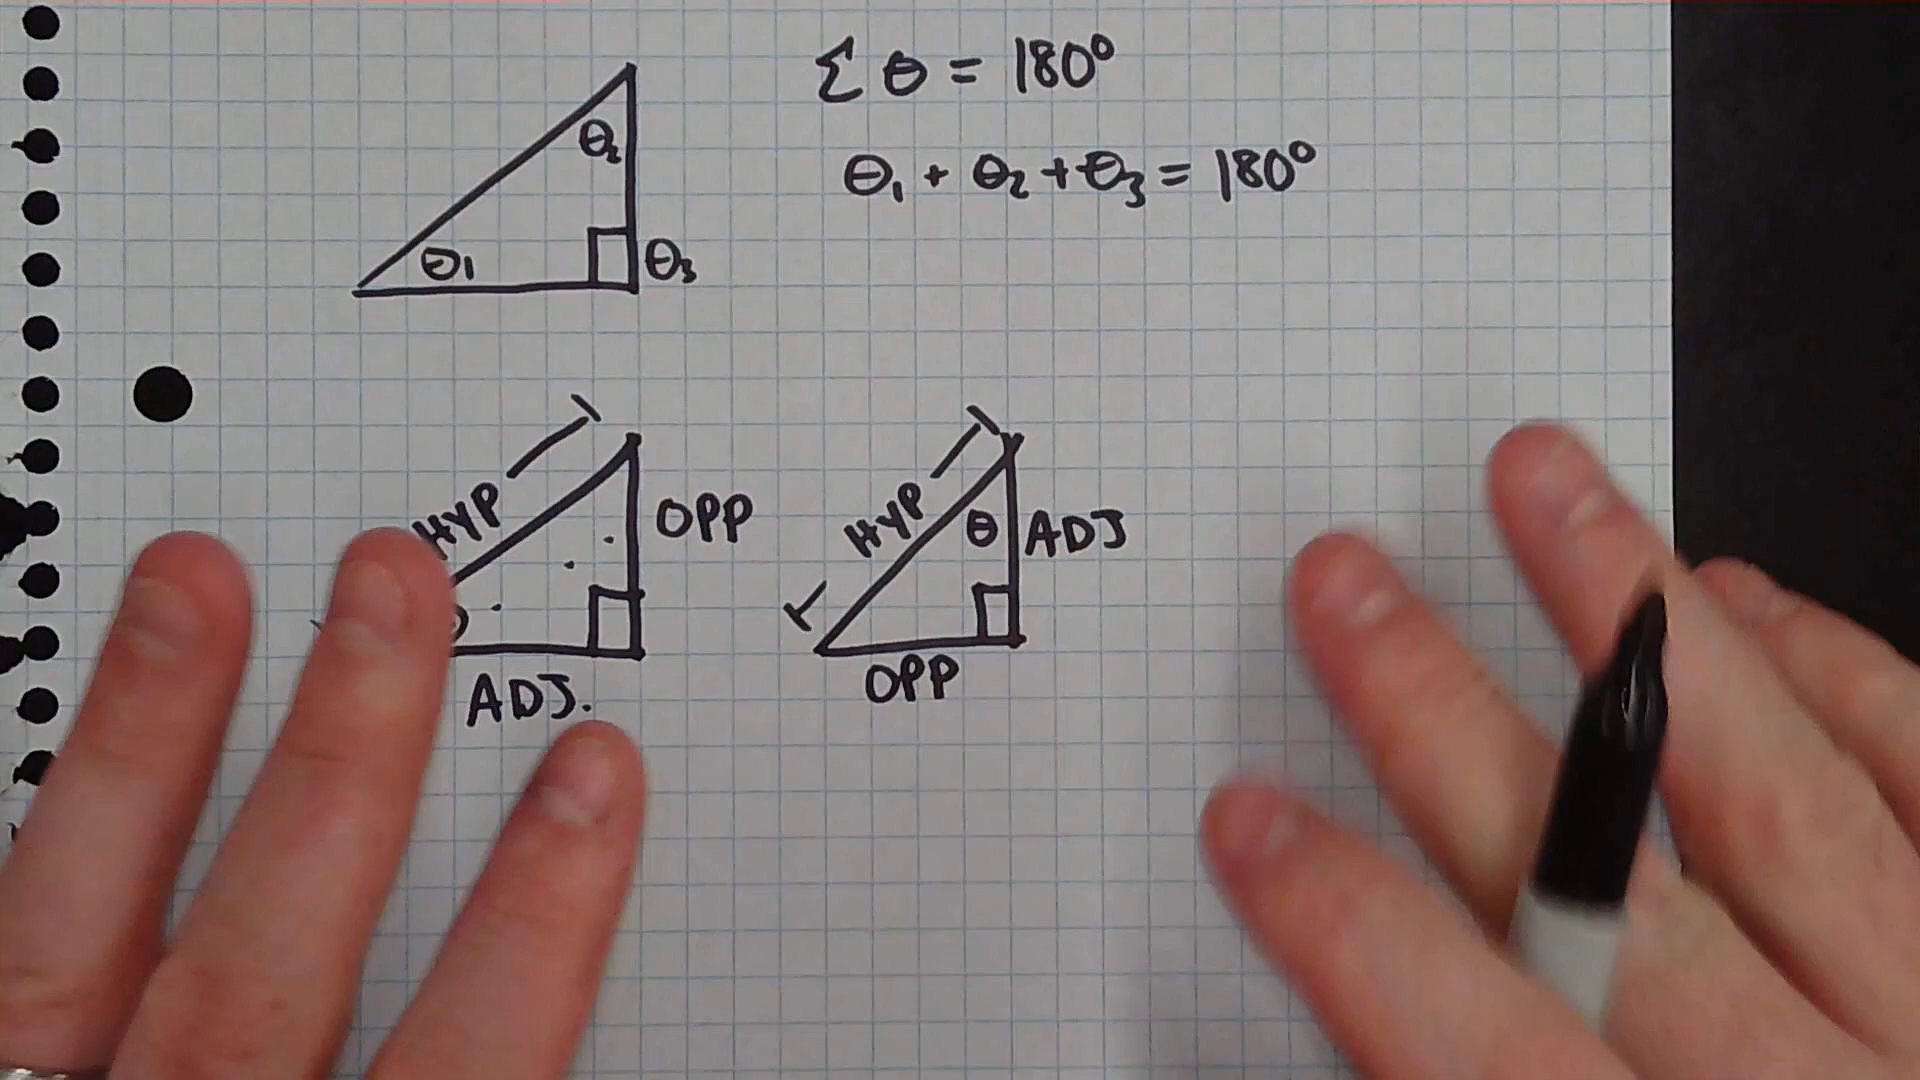 Σ θ = 180°
θ₂
θ₁ + θ₂ + θ₃ = 180°
θ₁
θ₃
HYP
OPP
ADJ.
HYP
θ
ADJ
OPP